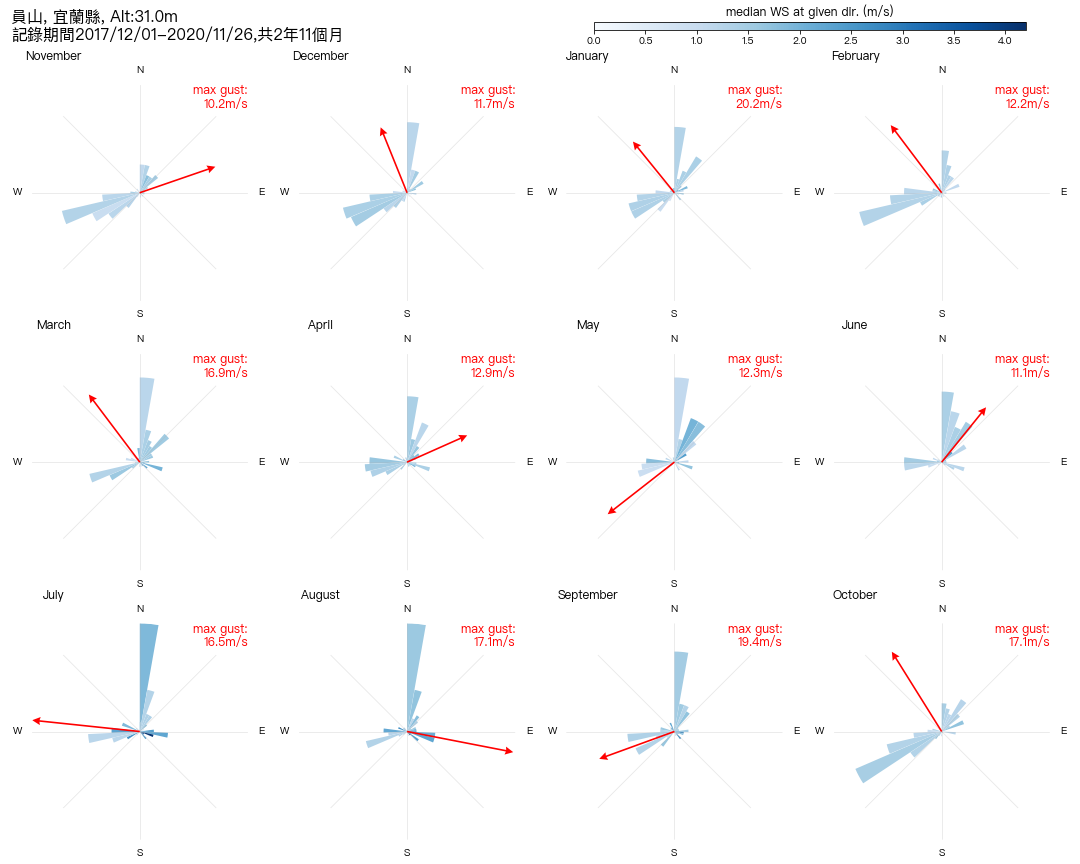 員山, 宜蘭縣, Alt:31.0m
記錄期間2017/12/01−2020/11/26,共2年11個月
median WS at given dir. (m/s)
0.0 0.5 1.0 1.5 2.0 2.5 3.0 3.5 4.0
November December January February
N N N N
max gust: max gust: max gust: max gust:
10.2m/s 11.7m/s 20.2m/s 12.2m/s
W E W E W E W E
S S S S
March April May June
N N N N
max gust: max gust: max gust: max gust:
16.9m/s 12.9m/s 12.3m/s 11.1m/s
W E W E W E W E
S S S S
July August September October
N N N N
max gust: max gust: max gust: max gust:
16.5m/s 17.1m/s 19.4m/s 17.1m/s
W E W E W E W E
S S S S